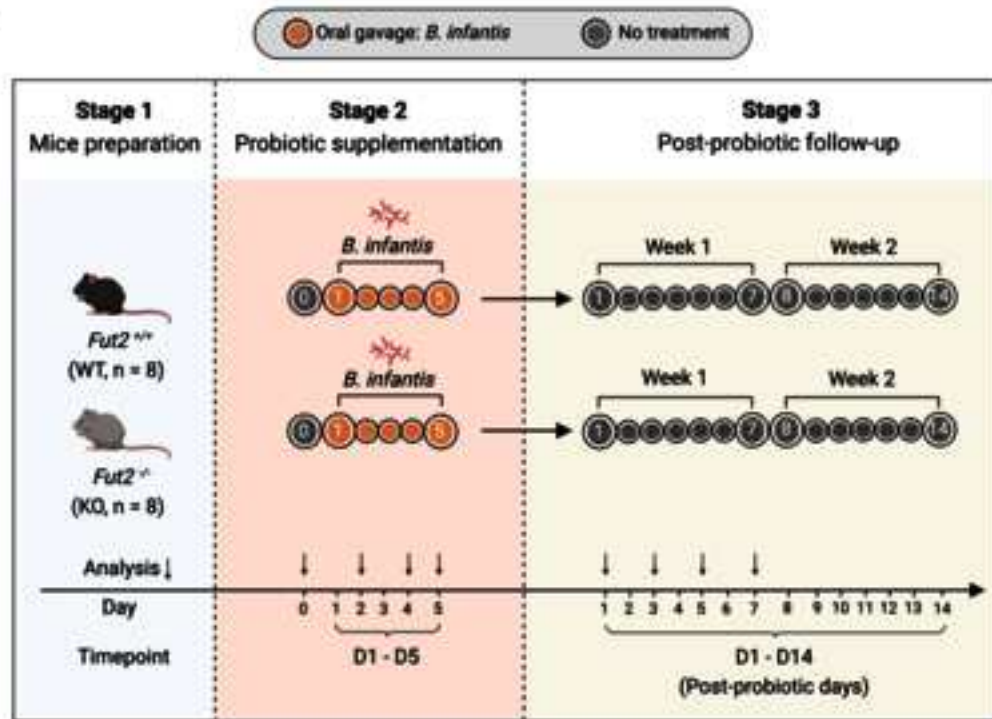 Oral gavage: B. infantis
No treatment
Stage 1
Mice preparation
Stage 2
Probiotic supplementation
Stage 3
Post-probiotic follow-up
B. infantis
0 1 5
Week 1
Week 2
1 7 8 14
Fut2 +/+
(WT, n = 8)
B. infantis
0 1 5
Week 1
Week 2
1 7 8 14
Fut2 -/-
(KO, n = 8)
Analysis ↓
Day
0 1 2 3 4 5
1 2 3 4 5 6 7 8 9 10 11 12 13 14
Timepoint
D1 - D5
D1 - D14
(Post-probiotic days)